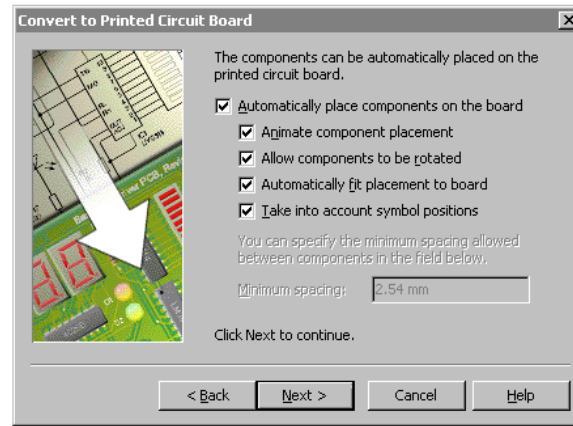 Convert to Printed Circuit Board
The components can be automatically placed on the
printed circuit board.
Automatically place components on the board
Animate component placement
Allow components to be rotated
Automatically fit placement to board
Take into account symbol positions
You can specify the minimum spacing allowed
between components in the field below.
Minimum spacing: 2.54 mm
Click Next to continue.
< Back Next > Cancel Help